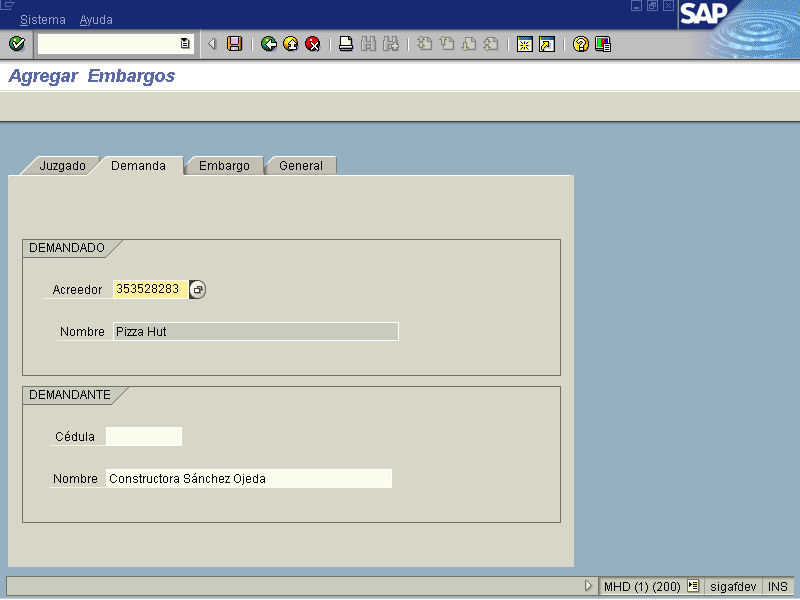 Sistema Ayuda
SAP
Agregar Embargos
Juzgado Demanda Embargo General
DEMANDADO
Acreedor 353528283
Nombre Pizza Hut
DEMANDANTE
Cédula
Nombre Constructora Sánchez Ojeda
MHD (1) (200) sigafdev INS